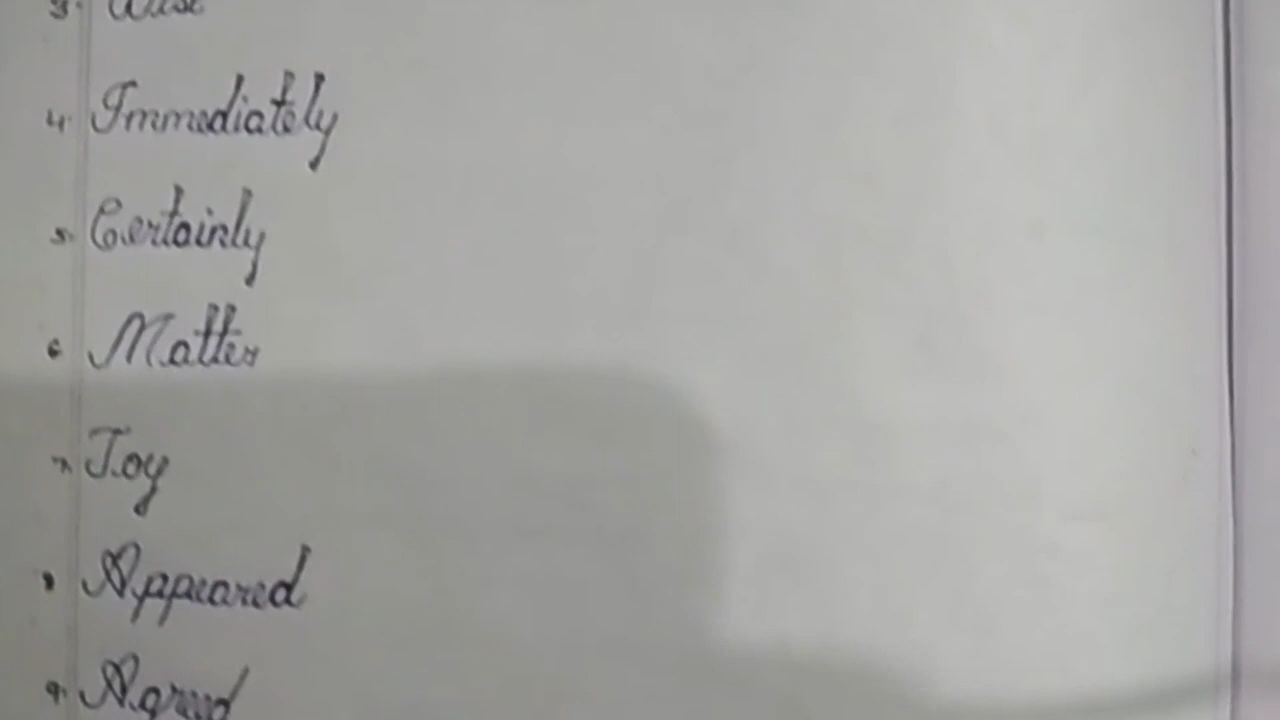 4. Immediately
5. Certainly
6 Matter
7. Joy
8 Appeared
9. Agreed